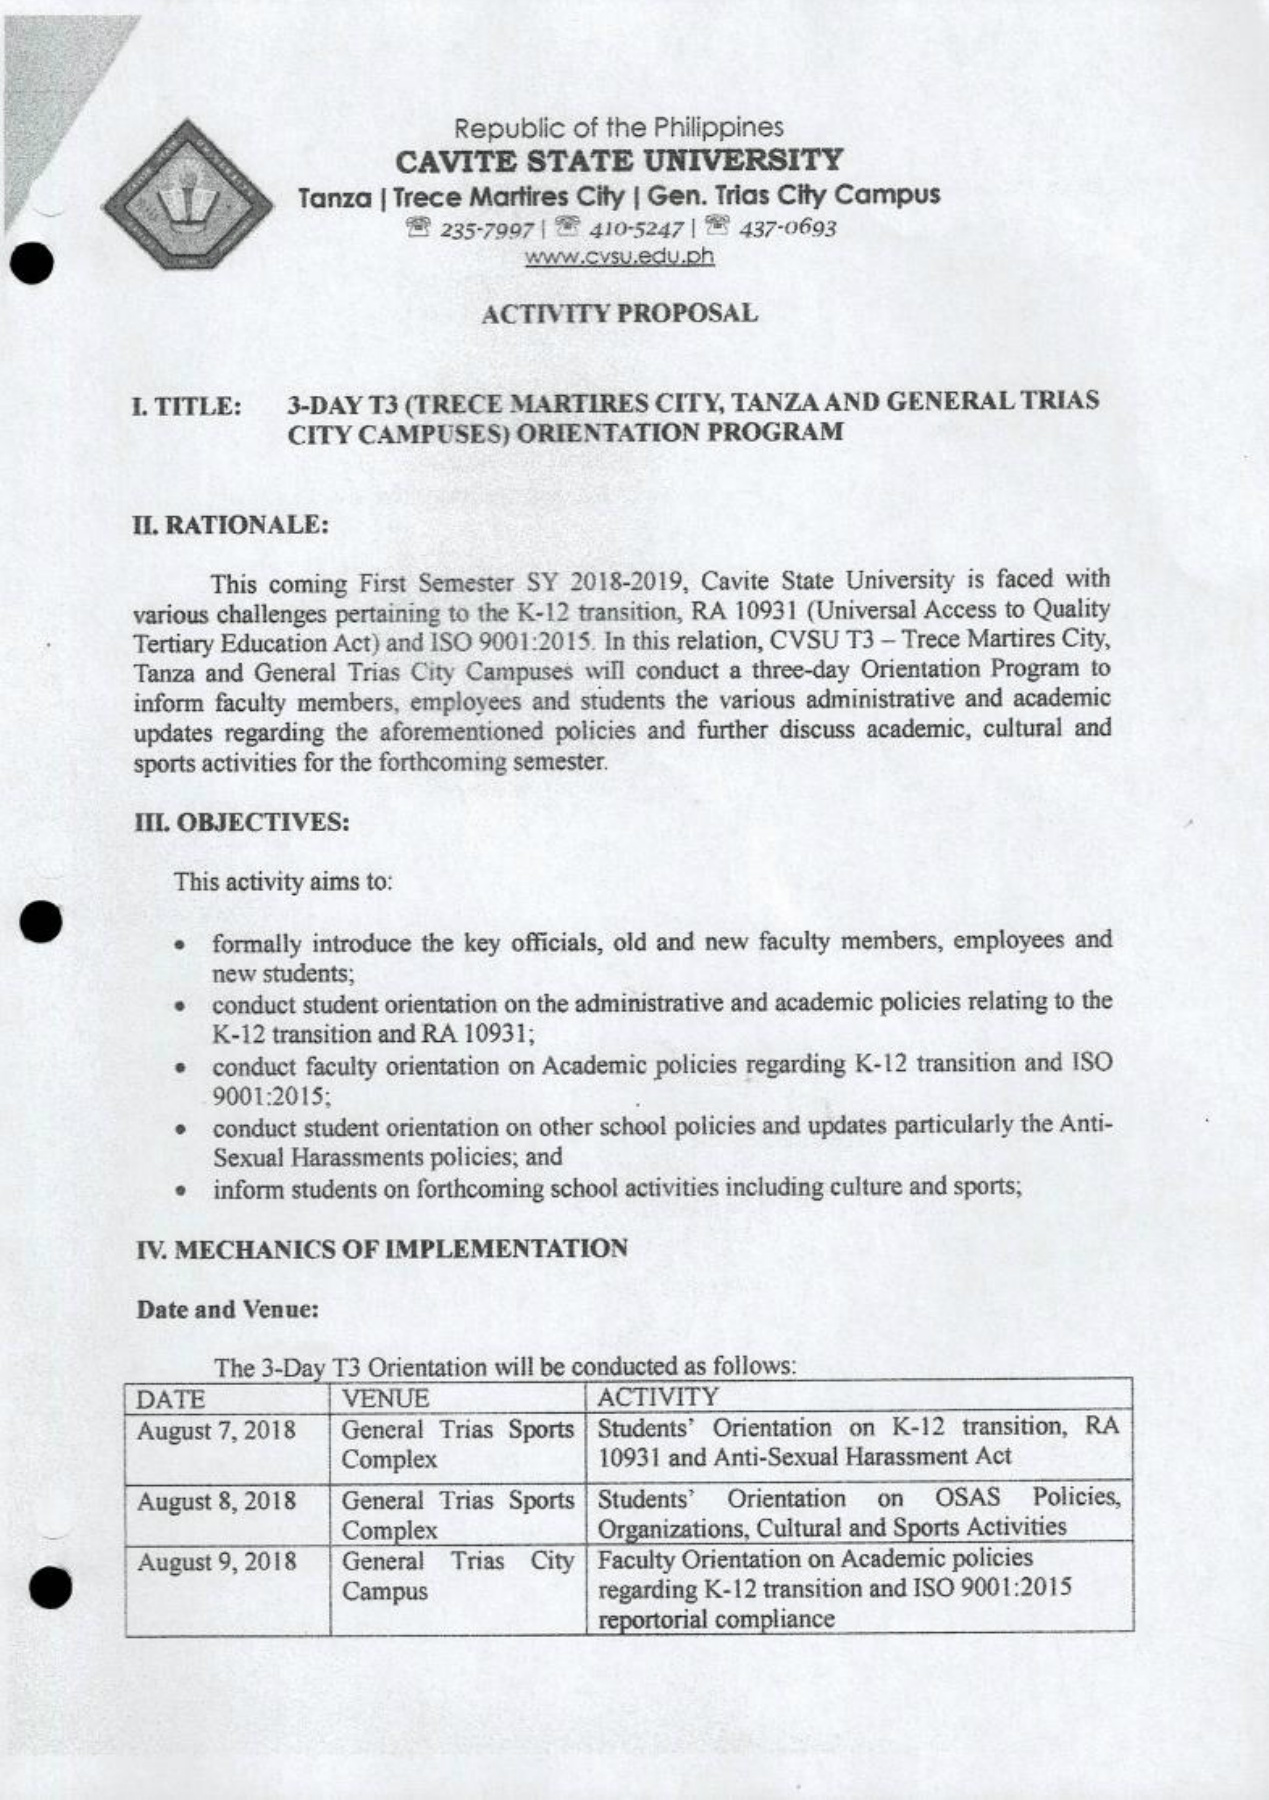 Republic of the Philippines
CAVITE STATE UNIVERSITY
Tanza | Trece Martires City | Gen. Trias City Campus
☏ 235-7997 | ☏ 410-5247 | ☏ 437-0693
www.cvsu.edu.ph
ACTIVITY PROPOSAL
I. TITLE: 3-DAY T3 (TRECE MARTIRES CITY, TANZA AND GENERAL TRIAS
CITY CAMPUSES) ORIENTATION PROGRAM
II. RATIONALE:
This coming First Semester SY 2018-2019, Cavite State University is faced with
various challenges pertaining to the K-12 transition, RA 10931 (Universal Access to Quality
Tertiary Education Act) and ISO 9001:2015. In this relation, CVSU T3 – Trece Martires City,
Tanza and General Trias City Campuses will conduct a three-day Orientation Program to
inform faculty members, employees and students the various administrative and academic
updates regarding the aforementioned policies and further discuss academic, cultural and
sports activities for the forthcoming semester.
III. OBJECTIVES:
This activity aims to:
• formally introduce the key officials, old and new faculty members, employees and
new students;
• conduct student orientation on the administrative and academic policies relating to the
K-12 transition and RA 10931;
• conduct faculty orientation on Academic policies regarding K-12 transition and ISO
9001:2015;
• conduct student orientation on other school policies and updates particularly the Anti-
Sexual Harassments policies; and
• inform students on forthcoming school activities including culture and sports;
IV. MECHANICS OF IMPLEMENTATION
Date and Venue:
The 3-Day T3 Orientation will be conducted as follows:
DATE VENUE ACTIVITY
August 7, 2018 General Trias Sports Students' Orientation on K-12 transition, RA
Complex 10931 and Anti-Sexual Harassment Act
August 8, 2018 General Trias Sports Students' Orientation on OSAS Policies,
Complex Organizations, Cultural and Sports Activities
August 9, 2018 General Trias City Faculty Orientation on Academic policies
Campus regarding K-12 transition and ISO 9001:2015
reportorial compliance